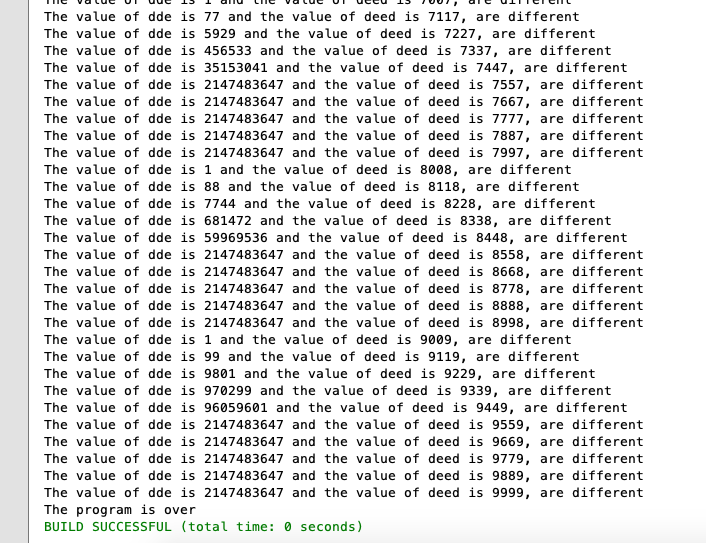 The value of dde is 1 and the value of deed is 7007, are different
The value of dde is 77 and the value of deed is 7117, are different
The value of dde is 5929 and the value of deed is 7227, are different
The value of dde is 456533 and the value of deed is 7337, are different
The value of dde is 35153041 and the value of deed is 7447, are different
The value of dde is 2147483647 and the value of deed is 7557, are different
The value of dde is 2147483647 and the value of deed is 7667, are different
The value of dde is 2147483647 and the value of deed is 7777, are different
The value of dde is 2147483647 and the value of deed is 7887, are different
The value of dde is 2147483647 and the value of deed is 7997, are different
The value of dde is 1 and the value of deed is 8008, are different
The value of dde is 88 and the value of deed is 8118, are different
The value of dde is 7744 and the value of deed is 8228, are different
The value of dde is 681472 and the value of deed is 8338, are different
The value of dde is 59969536 and the value of deed is 8448, are different
The value of dde is 2147483647 and the value of deed is 8558, are different
The value of dde is 2147483647 and the value of deed is 8668, are different
The value of dde is 2147483647 and the value of deed is 8778, are different
The value of dde is 2147483647 and the value of deed is 8888, are different
The value of dde is 2147483647 and the value of deed is 8998, are different
The value of dde is 1 and the value of deed is 9009, are different
The value of dde is 99 and the value of deed is 9119, are different
The value of dde is 9801 and the value of deed is 9229, are different
The value of dde is 970299 and the value of deed is 9339, are different
The value of dde is 96059601 and the value of deed is 9449, are different
The value of dde is 2147483647 and the value of deed is 9559, are different
The value of dde is 2147483647 and the value of deed is 9669, are different
The value of dde is 2147483647 and the value of deed is 9779, are different
The value of dde is 2147483647 and the value of deed is 9889, are different
The value of dde is 2147483647 and the value of deed is 9999, are different
The program is over
BUILD SUCCESSFUL (total time: 0 seconds)